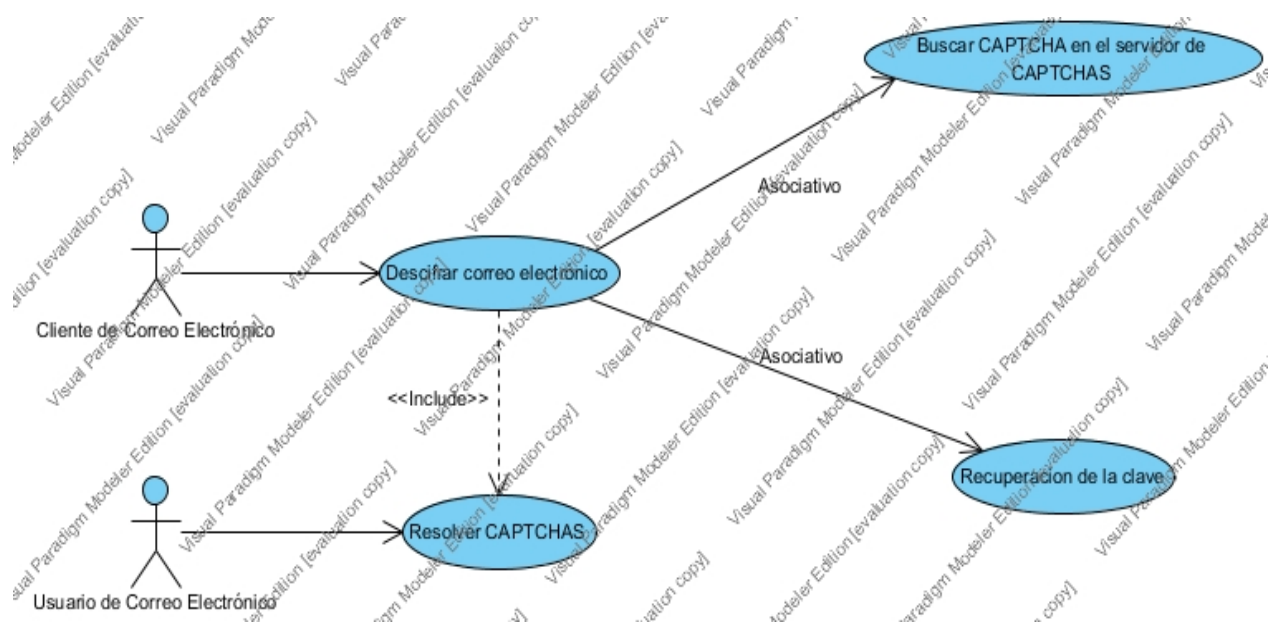 Buscar CAPTCHA en el servidor de
CAPTCHAS
Asociativo
Descifrar correo electrónico
Cliente de Correo Electrónico
Asociativo
<<Include>>
Recuperacion de la clave
Resolver CAPTCHAS
Usuario de Correo Electrónico
Visual Paradigm Modeler Edition [evaluation copy]